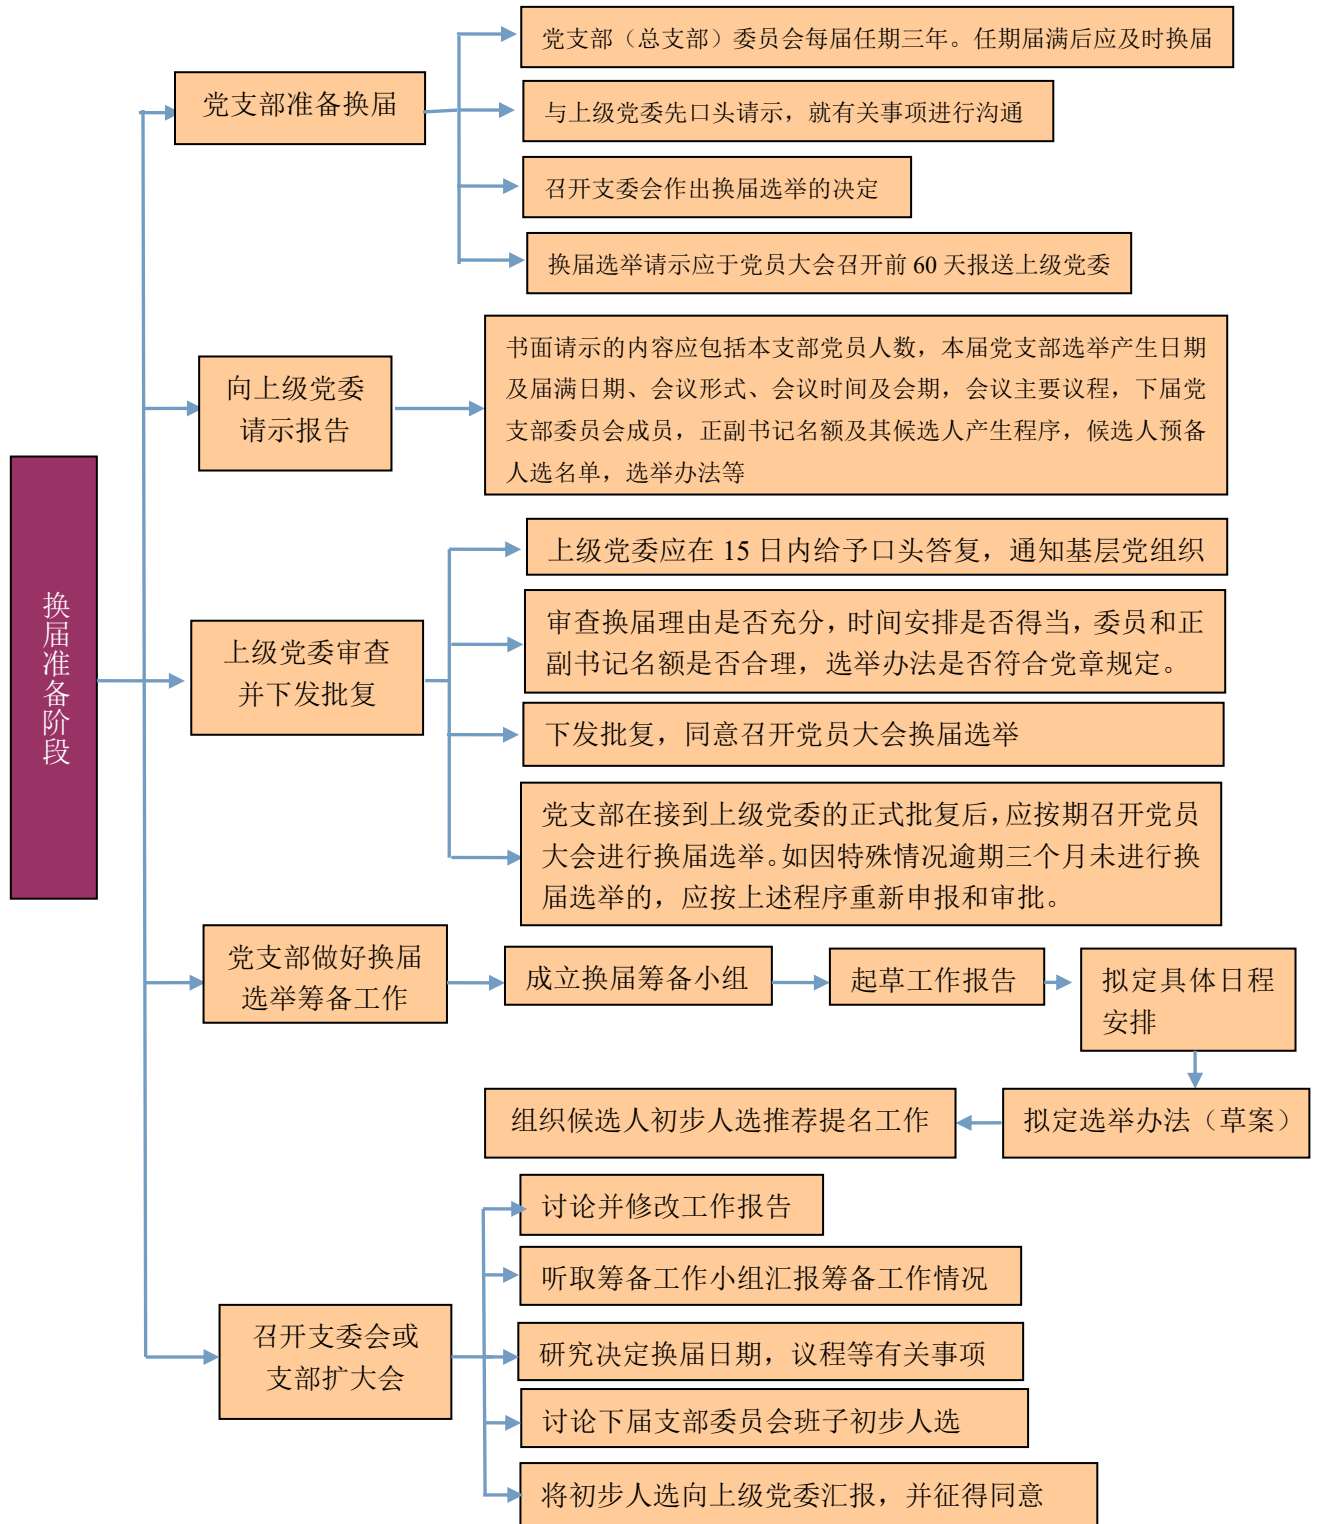 党支部（总支部）委员会每届任期三年。任期届满后应及时换届
党支部准备换届
与上级党委先口头请示，就有关事项进行沟通
召开支委会作出换届选举的决定
换届选举请示应于党员大会召开前 60 天报送上级党委
向上级党委
请示报告
书面请示的内容应包括本支部党员人数，本届党支部选举产生日期
及届满日期、会议形式、会议时间及会期，会议主要议程，下届党
支部委员会成员，正副书记名额及其候选人产生程序，候选人预备
人选名单，选举办法等
换届准备阶段
上级党委审查
并下发批复
上级党委应在 15 日内给予口头答复，通知基层党组织
审查换届理由是否充分，时间安排是否得当，委员和正
副书记名额是否合理，选举办法是否符合党章规定。
下发批复，同意召开党员大会换届选举
党支部在接到上级党委的正式批复后，应按期召开党员
大会进行换届选举。如因特殊情况逾期三个月未进行换
届选举的，应按上述程序重新申报和审批。
党支部做好换届
选举筹备工作
成立换届筹备小组
起草工作报告
拟定具体日程
安排
拟定选举办法（草案）
组织候选人初步人选推荐提名工作
召开支委会或
支部扩大会
讨论并修改工作报告
听取筹备工作小组汇报筹备工作情况
研究决定换届日期，议程等有关事项
讨论下届支部委员会班子初步人选
将初步人选向上级党委汇报，并征得同意